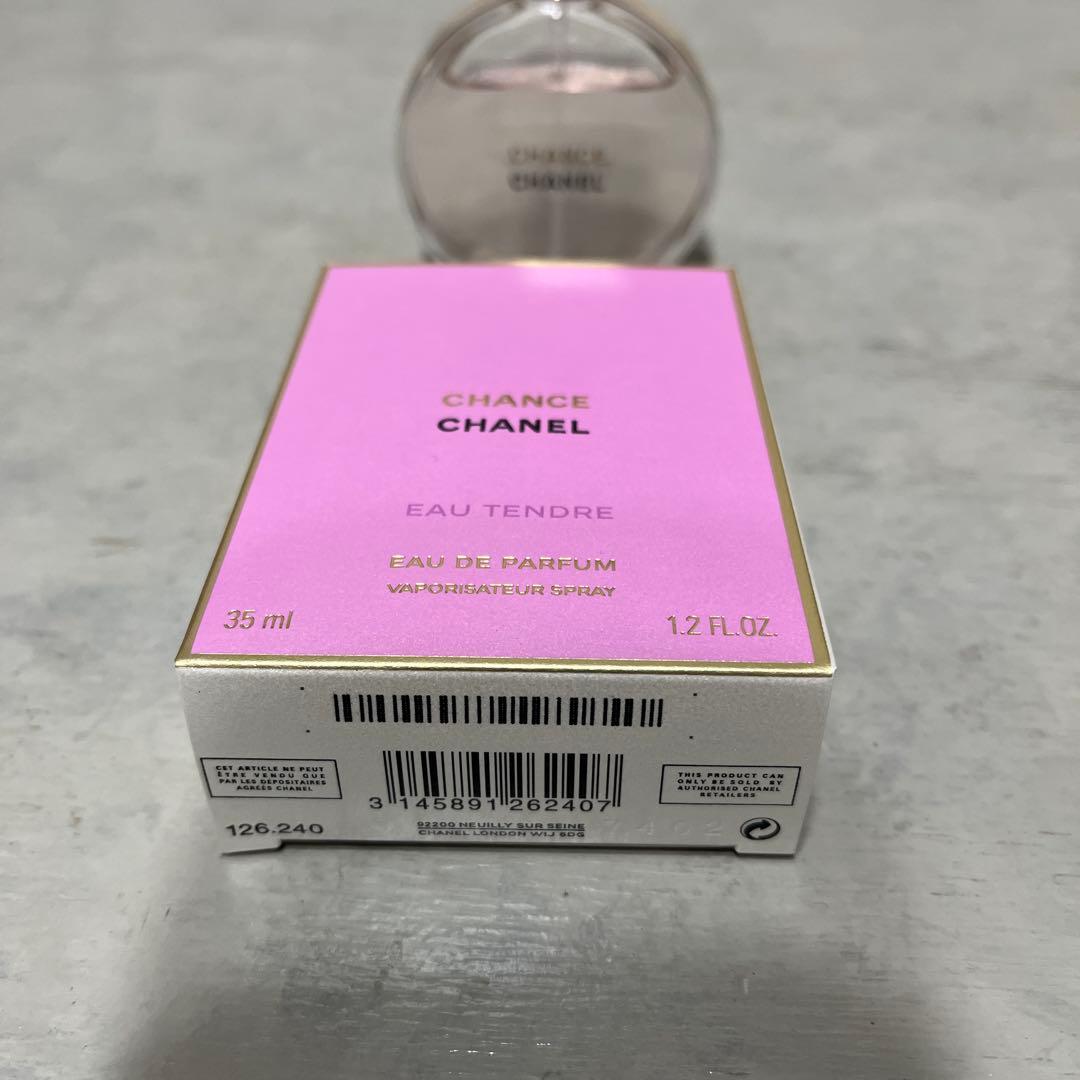 CHANCE
CHANEL
CHANCE
CHANEL
EAU TENDRE
EAU DE PARFUM
VAPORISATEUR SPRAY
35 ml
1.2 FL.OZ.
CET ARTICLE NE PEUT
ÊTRE VENDU QUE
PAR LES DÉPOSITAIRES
AGRÉÉS CHANEL
3 145891 262407
THIS PRODUCT CAN
ONLY BE SOLD BY
AUTHORISED CHANEL
RETAILERS
126.240
92200 NEUILLY SUR SEINE
CHANEL LONDON W1J 6DG